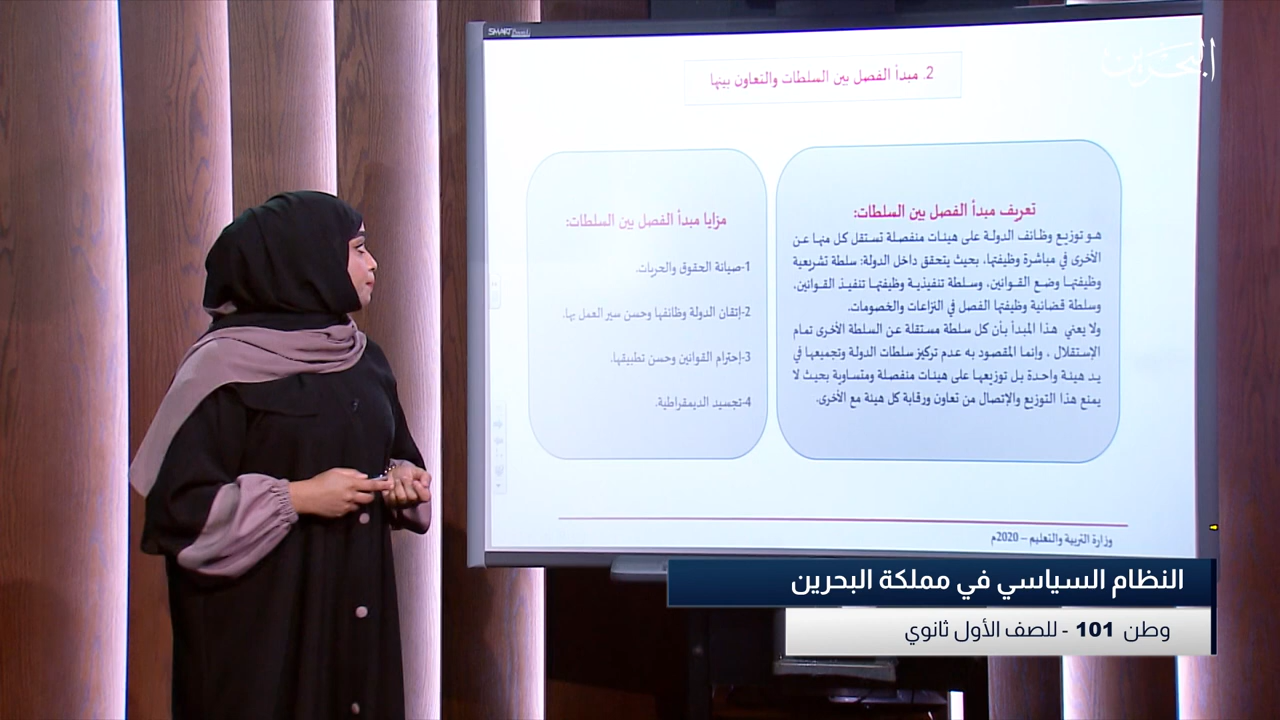 SMART Board
البحرين
2. مبدأ الفصل بين السلطات والتعاون بينها
تعريف مبدأ الفصل بين السلطات:
هو توزيع وظائف الدولة على هيئات منفصلة تستقل كل منها عن
الأخرى في مباشرة وظيفتها، بحيث يتحقق داخل الدولة: سلطة تشريعية
وظيفتها وضع القوانين، وسلطة تنفيذية وظيفتها تنفيذ القوانين،
وسلطة قضائية وظيفتها الفصل في النزاعات والخصومات.
ولا يعني هذا المبدأ بأن كل سلطة مستقلة عن السلطة الأخرى تمام
الإستقلال ، وإنما المقصود به عدم تركيز سلطات الدولة وتجميعها في
يد هيئة واحدة بل توزيعها على هيئات منفصلة ومتساوية بحيث لا
يمنع هذا التوزيع والإتصال من تعاون ورقابة كل هيئة مع الأخرى.
مزايا مبدأ الفصل بين السلطات:
1-صيانة الحقوق والحريات.
2-إتقان الدولة وظائفها وحسن سير العمل بها.
3-إحترام القوانين وحسن تطبيقها.
4-تجسيد الديمقراطية.
وزارة التربية والتعليم – 2020م
النظام السياسي في مملكة البحرين
وطن 101 - للصف الأول ثانوي